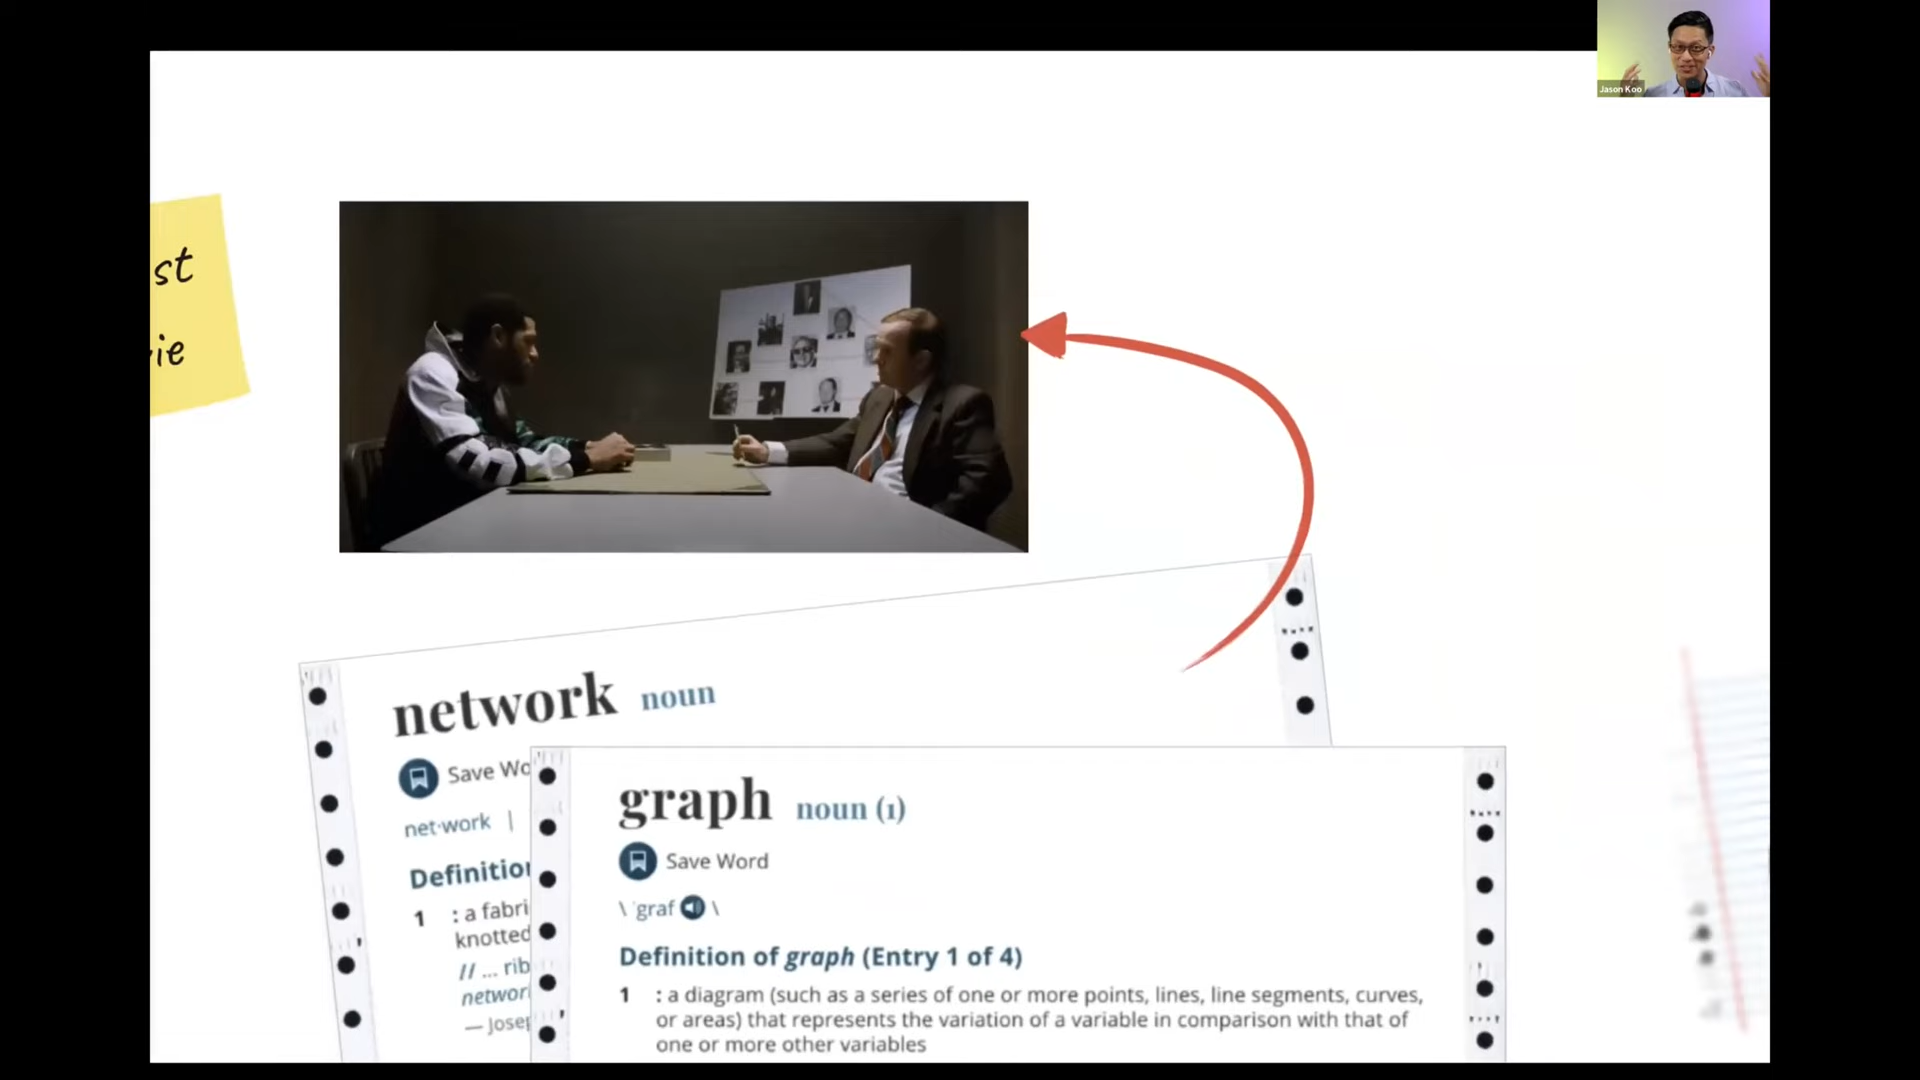 Jason Koo
st
ie
network noun
Save Wo
net·work |
Definition
1 : a fabri
knotted
// ... rib
networ
— Josep
graph noun (1)
Save Word
\ ˈgraf \
Definition of graph (Entry 1 of 4)
1 : a diagram (such as a series of one or more points, lines, line segments, curves,
or areas) that represents the variation of a variable in comparison with that of
one or more other variables